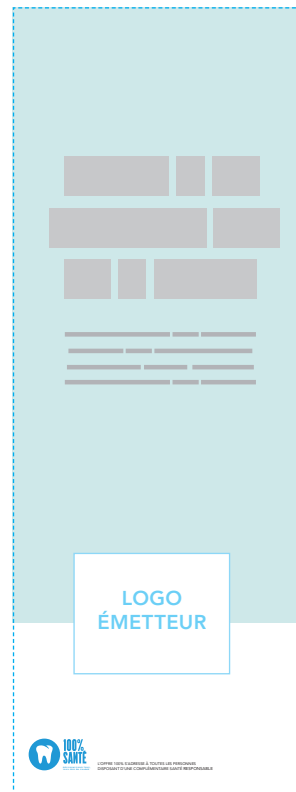 LOGO
ÉMETTEUR
100%
SANTÉ
L'OFFRE 100% S'ADRESSE À TOUTES LES PERSONNES
DISPOSANT D'UNE COMPLÉMENTAIRE SANTÉ RESPONSABLE